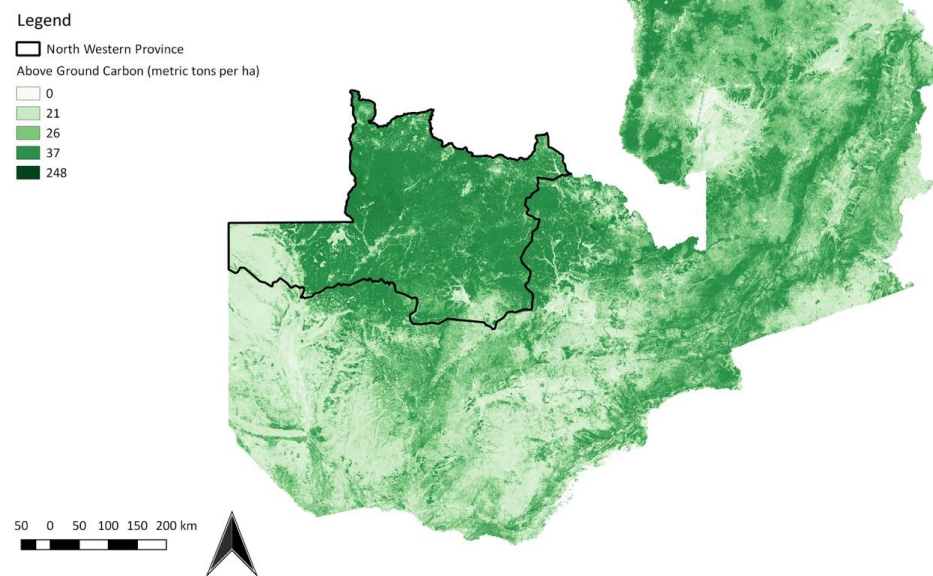 Legend
North Western Province
Above Ground Carbon (metric tons per ha)
0
21
26
37
248
50 0 50 100 150 200 km